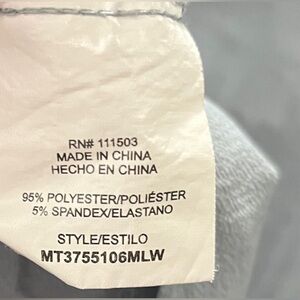 RN# 111503
MADE IN CHINA
HECHO EN CHINA
95% POLYESTER/POLIÉSTER
5% SPANDEX/ELASTANO
STYLE/ESTILO
MT3755106MLW